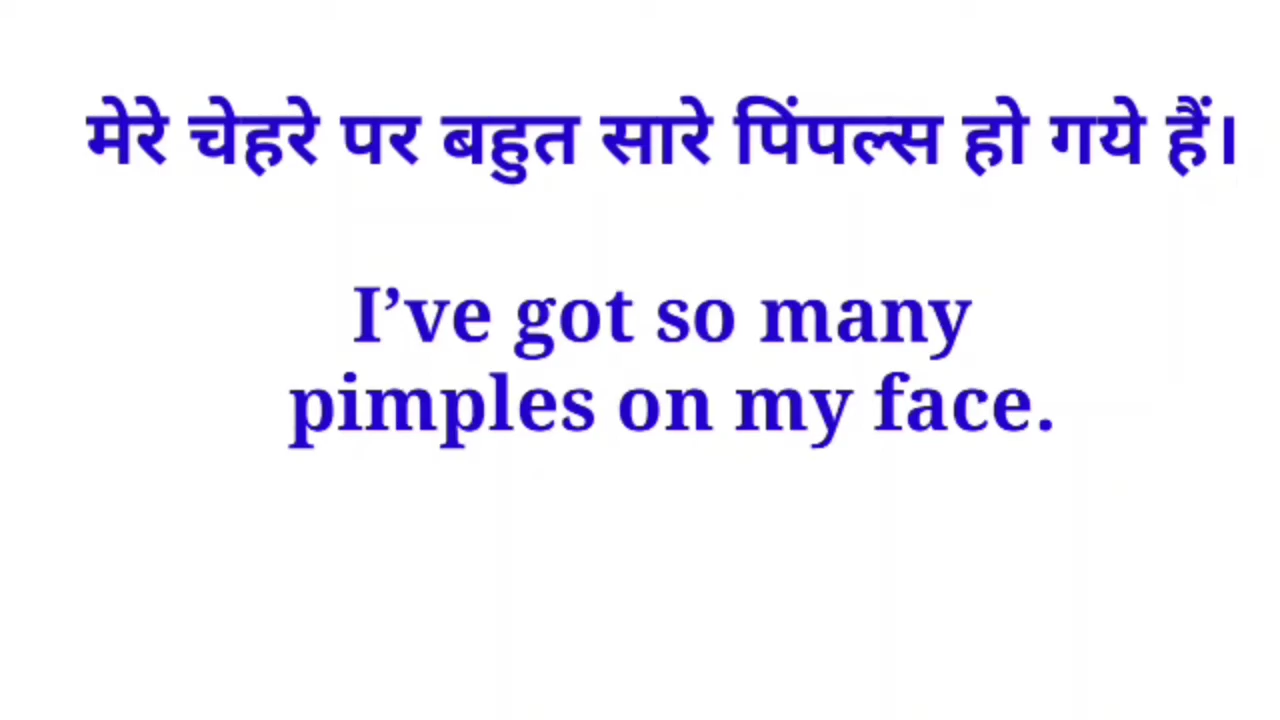 मेरे चेहरे पर बहुत सारे पिंपल्स हो गये हैं।
I’ve got so many
pimples on my face.